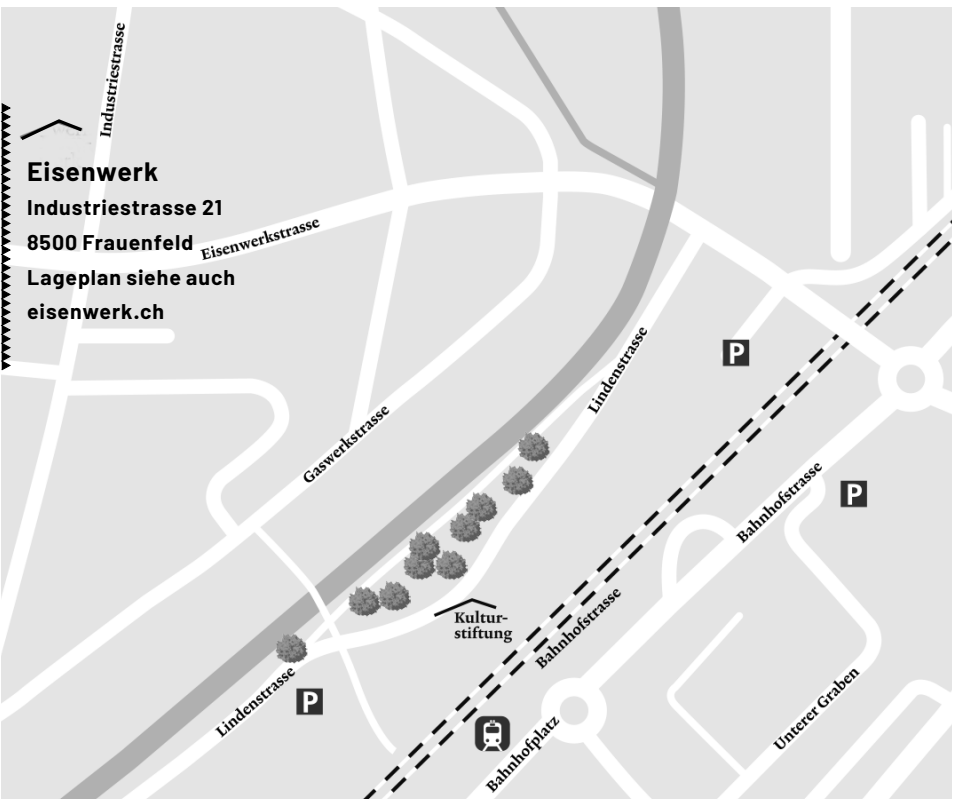 Industriestrasse
Eisenwerk
Industriestrasse 21
8500 Frauenfeld
Lageplan siehe auch
eisenwerk.ch
Eisenwerkstrasse
Lindenstrasse
P
Gaswerkstrasse
Bahnhofstrasse
P
Kultur-
stiftung
Bahnhofstrasse
Lindenstrasse
P
Bahnhofplatz
Unterer Graben